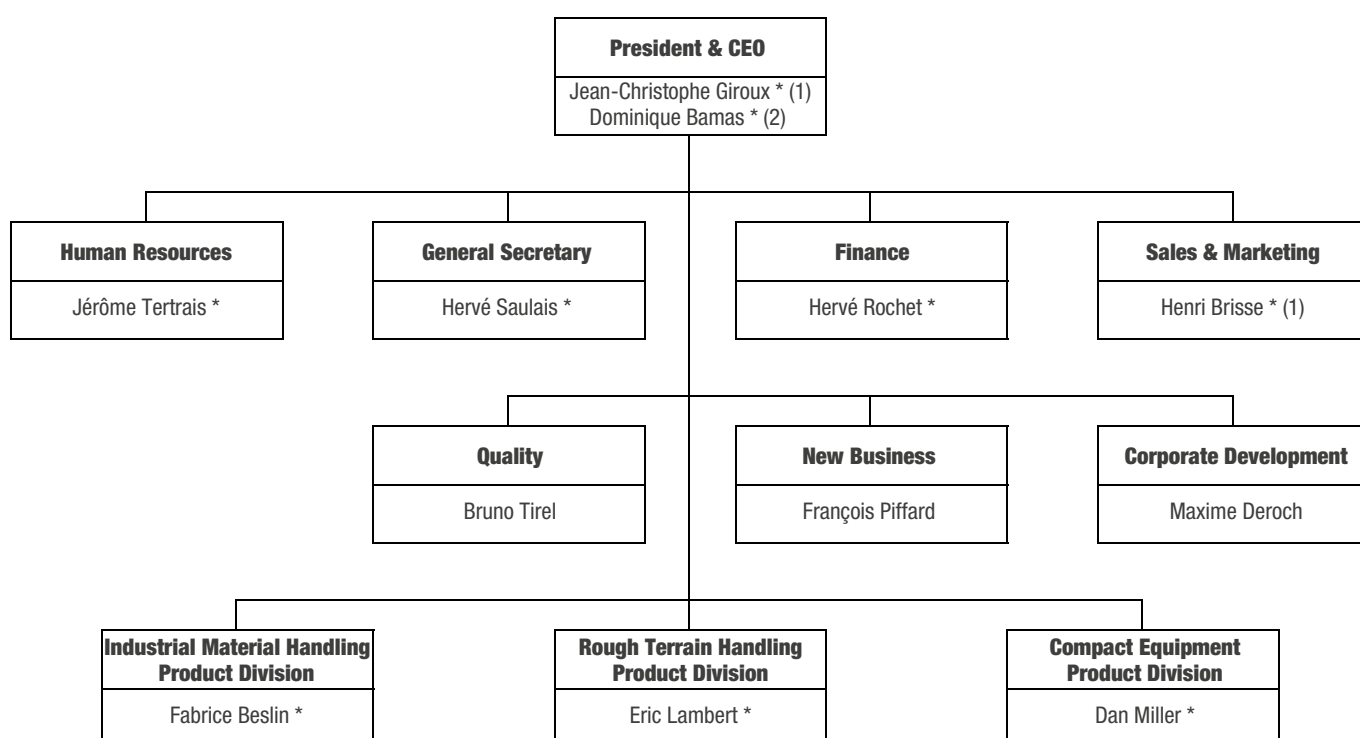 President & CEO
Jean-Christophe Giroux * (1)
Dominique Bamas * (2)
Human Resources
Jérôme Tertrais *
General Secretary
Hervé Saulais *
Finance
Hervé Rochet *
Sales & Marketing
Henri Brisse * (1)
Quality
Bruno Tirel
New Business
François Piffard
Corporate Development
Maxime Deroch
Industrial Material Handling
Product Division
Fabrice Beslin *
Rough Terrain Handling
Product Division
Eric Lambert *
Compact Equipment
Product Division
Dan Miller *